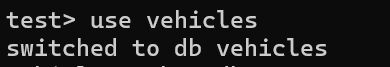 test> use vehicles
switched to db vehicles